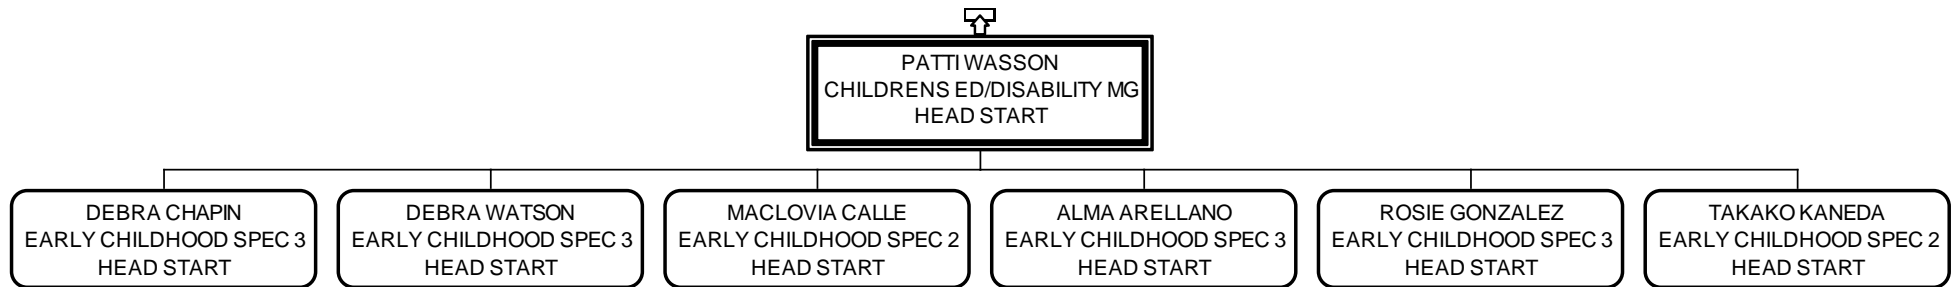 PATTI WASSON
CHILDRENS ED/DISABILITY MG
HEAD START
DEBRA CHAPIN
EARLY CHILDHOOD SPEC 3
HEAD START
DEBRA WATSON
EARLY CHILDHOOD SPEC 3
HEAD START
MACLOVIA CALLE
EARLY CHILDHOOD SPEC 2
HEAD START
ALMA ARELLANO
EARLY CHILDHOOD SPEC 3
HEAD START
ROSIE GONZALEZ
EARLY CHILDHOOD SPEC 3
HEAD START
TAKAKO KANEDA
EARLY CHILDHOOD SPEC 2
HEAD START